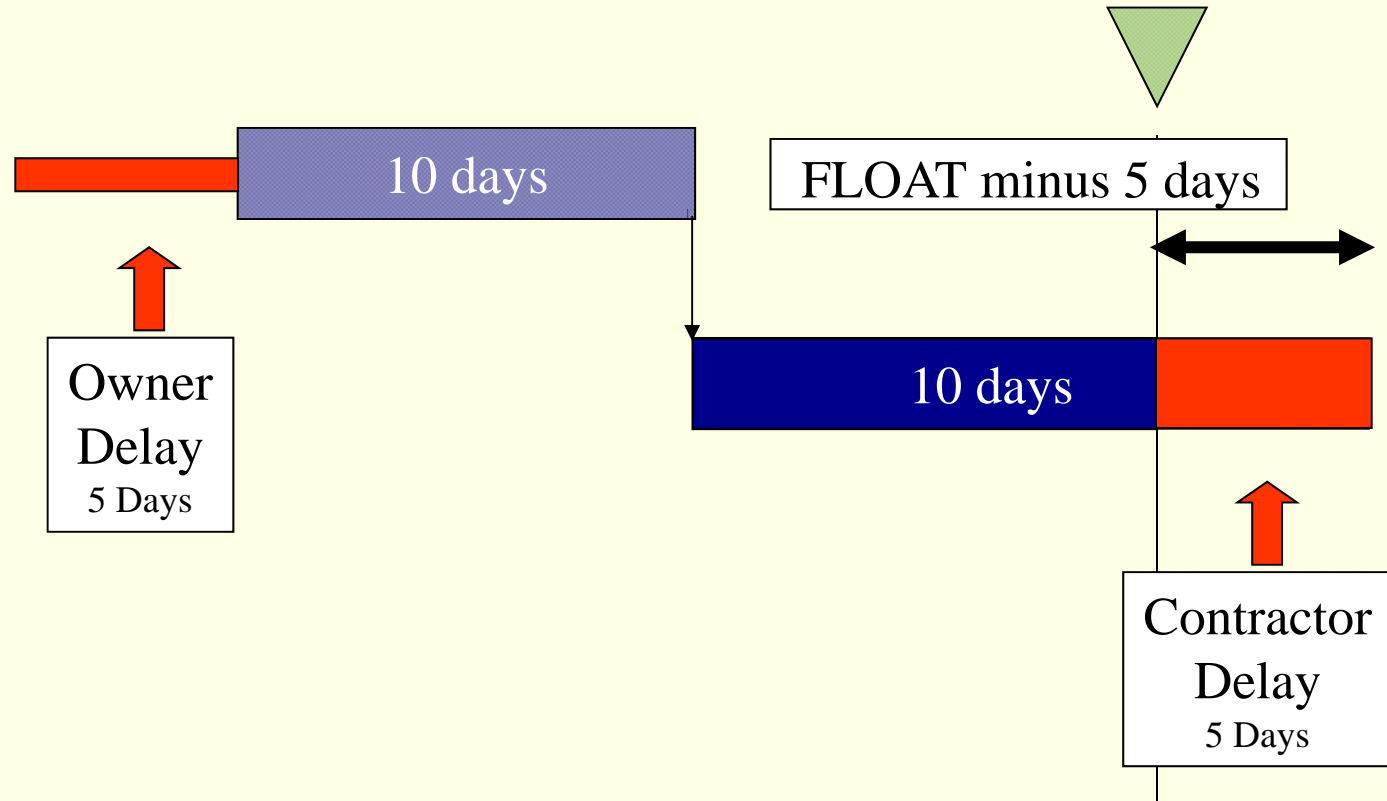 10 days
FLOAT minus 5 days
Owner
Delay
5 Days
10 days
Contractor
Delay
5 Days